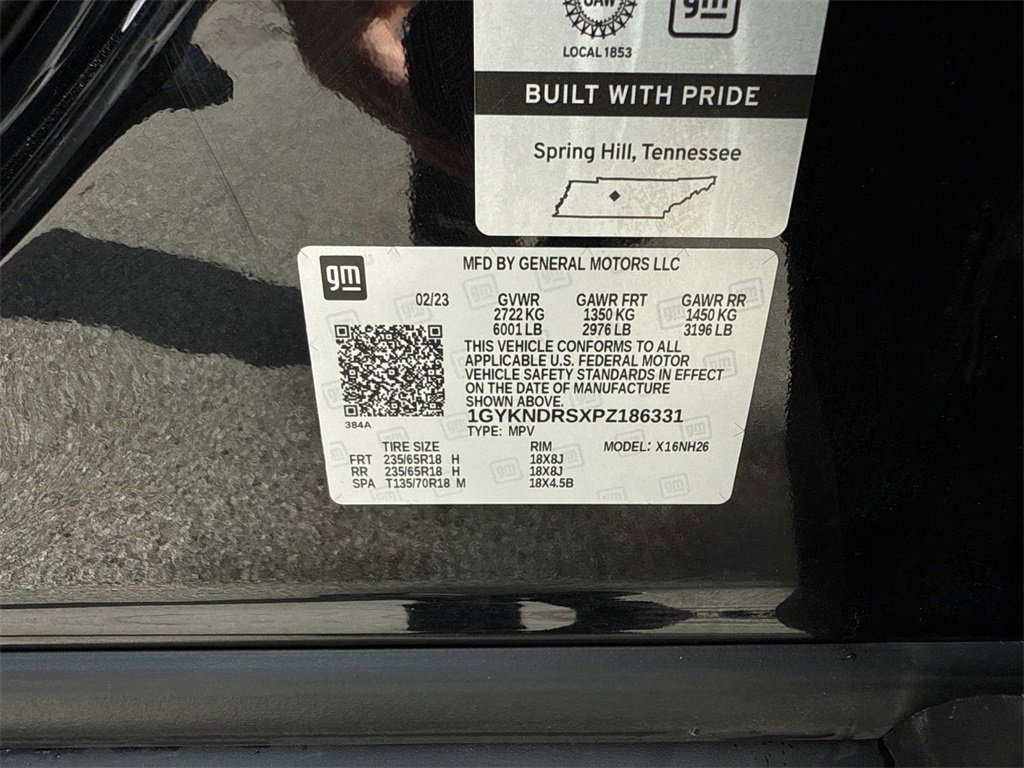 UAW
gm
LOCAL 1853
BUILT WITH PRIDE
Spring Hill, Tennessee
gm
MFD BY GENERAL MOTORS LLC
02/23 GVWR GAWR FRT GAWR RR
2722 KG 1350 KG 1450 KG
6001 LB 2976 LB 3196 LB
THIS VEHICLE CONFORMS TO ALL
APPLICABLE U.S. FEDERAL MOTOR
VEHICLE SAFETY STANDARDS IN EFFECT
ON THE DATE OF MANUFACTURE
SHOWN ABOVE.
1GYKNDRSXPZ186331
384A
TYPE: MPV
TIRE SIZE RIM MODEL: X16NH26
FRT 235/65R18 H 18X8J
RR 235/65R18 H 18X8J
SPA T135/70R18 M 18X4.5B